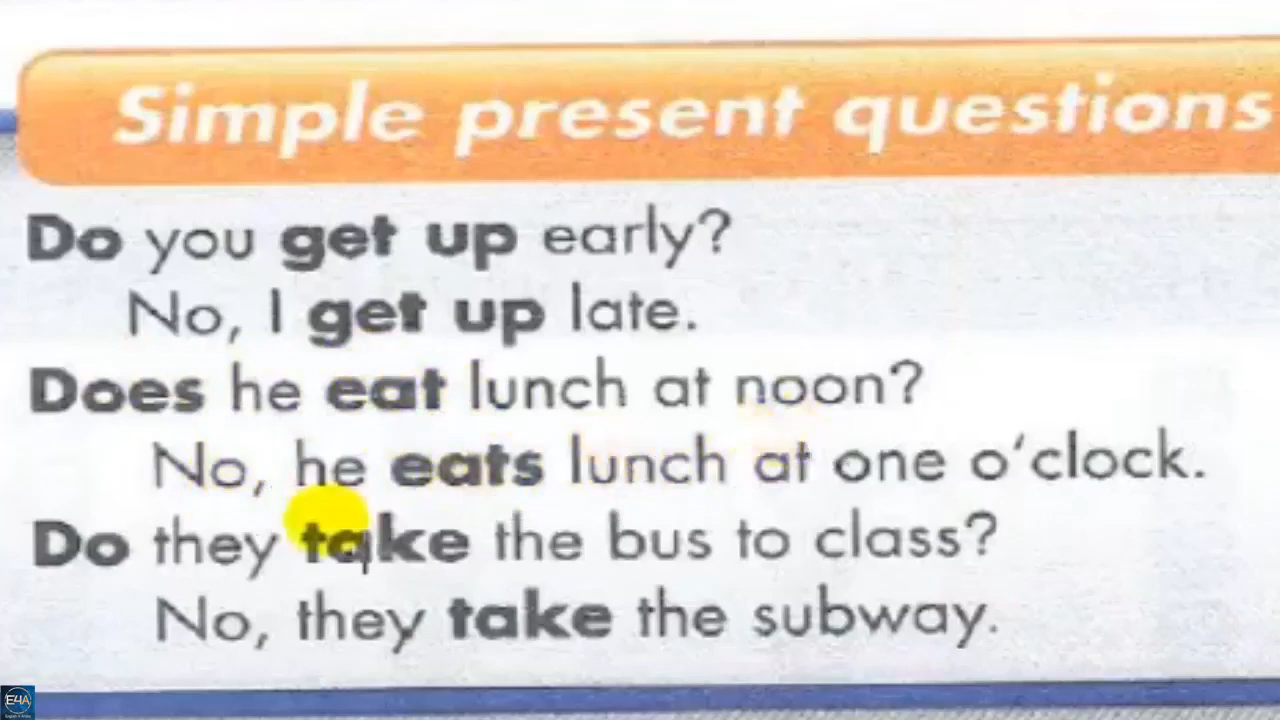 Simple present questions
Do you get up early?
No, I get up late.
Does he eat lunch at noon?
No, he eats lunch at one o'clock.
Do they take the bus to class?
No, they take the subway.
E4A